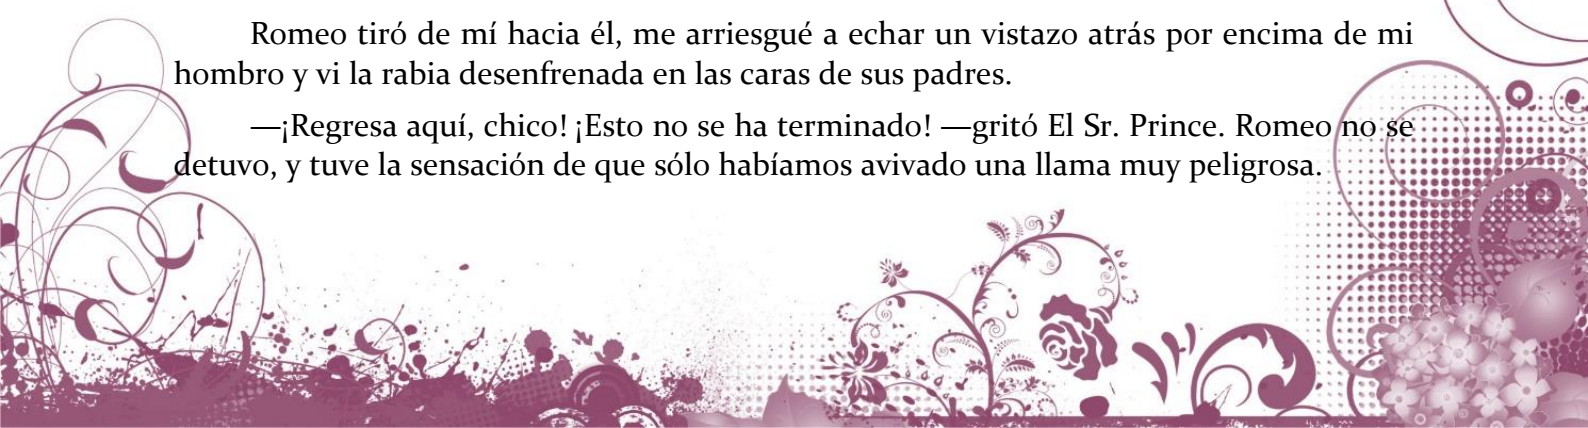 Romeo tiró de mí hacia él, me arriesgué a echar un vistazo atrás por encima de mi
hombro y vi la rabia desenfrenada en las caras de sus padres.
—¡Regresa aquí, chico! ¡Esto no se ha terminado! —gritó El Sr. Prince. Romeo no se
detuvo, y tuve la sensación de que sólo habíamos avivado una llama muy peligrosa.